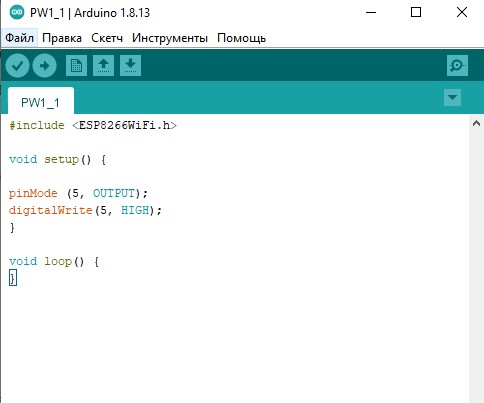 PW1_1 | Arduino 1.8.13
Файл Правка Скетч Инструменты Помощь
PW1_1
#include <ESP8266WiFi.h>
void setup() {
pinMode (5, OUTPUT);
digitalWrite(5, HIGH);
}
void loop() {
}